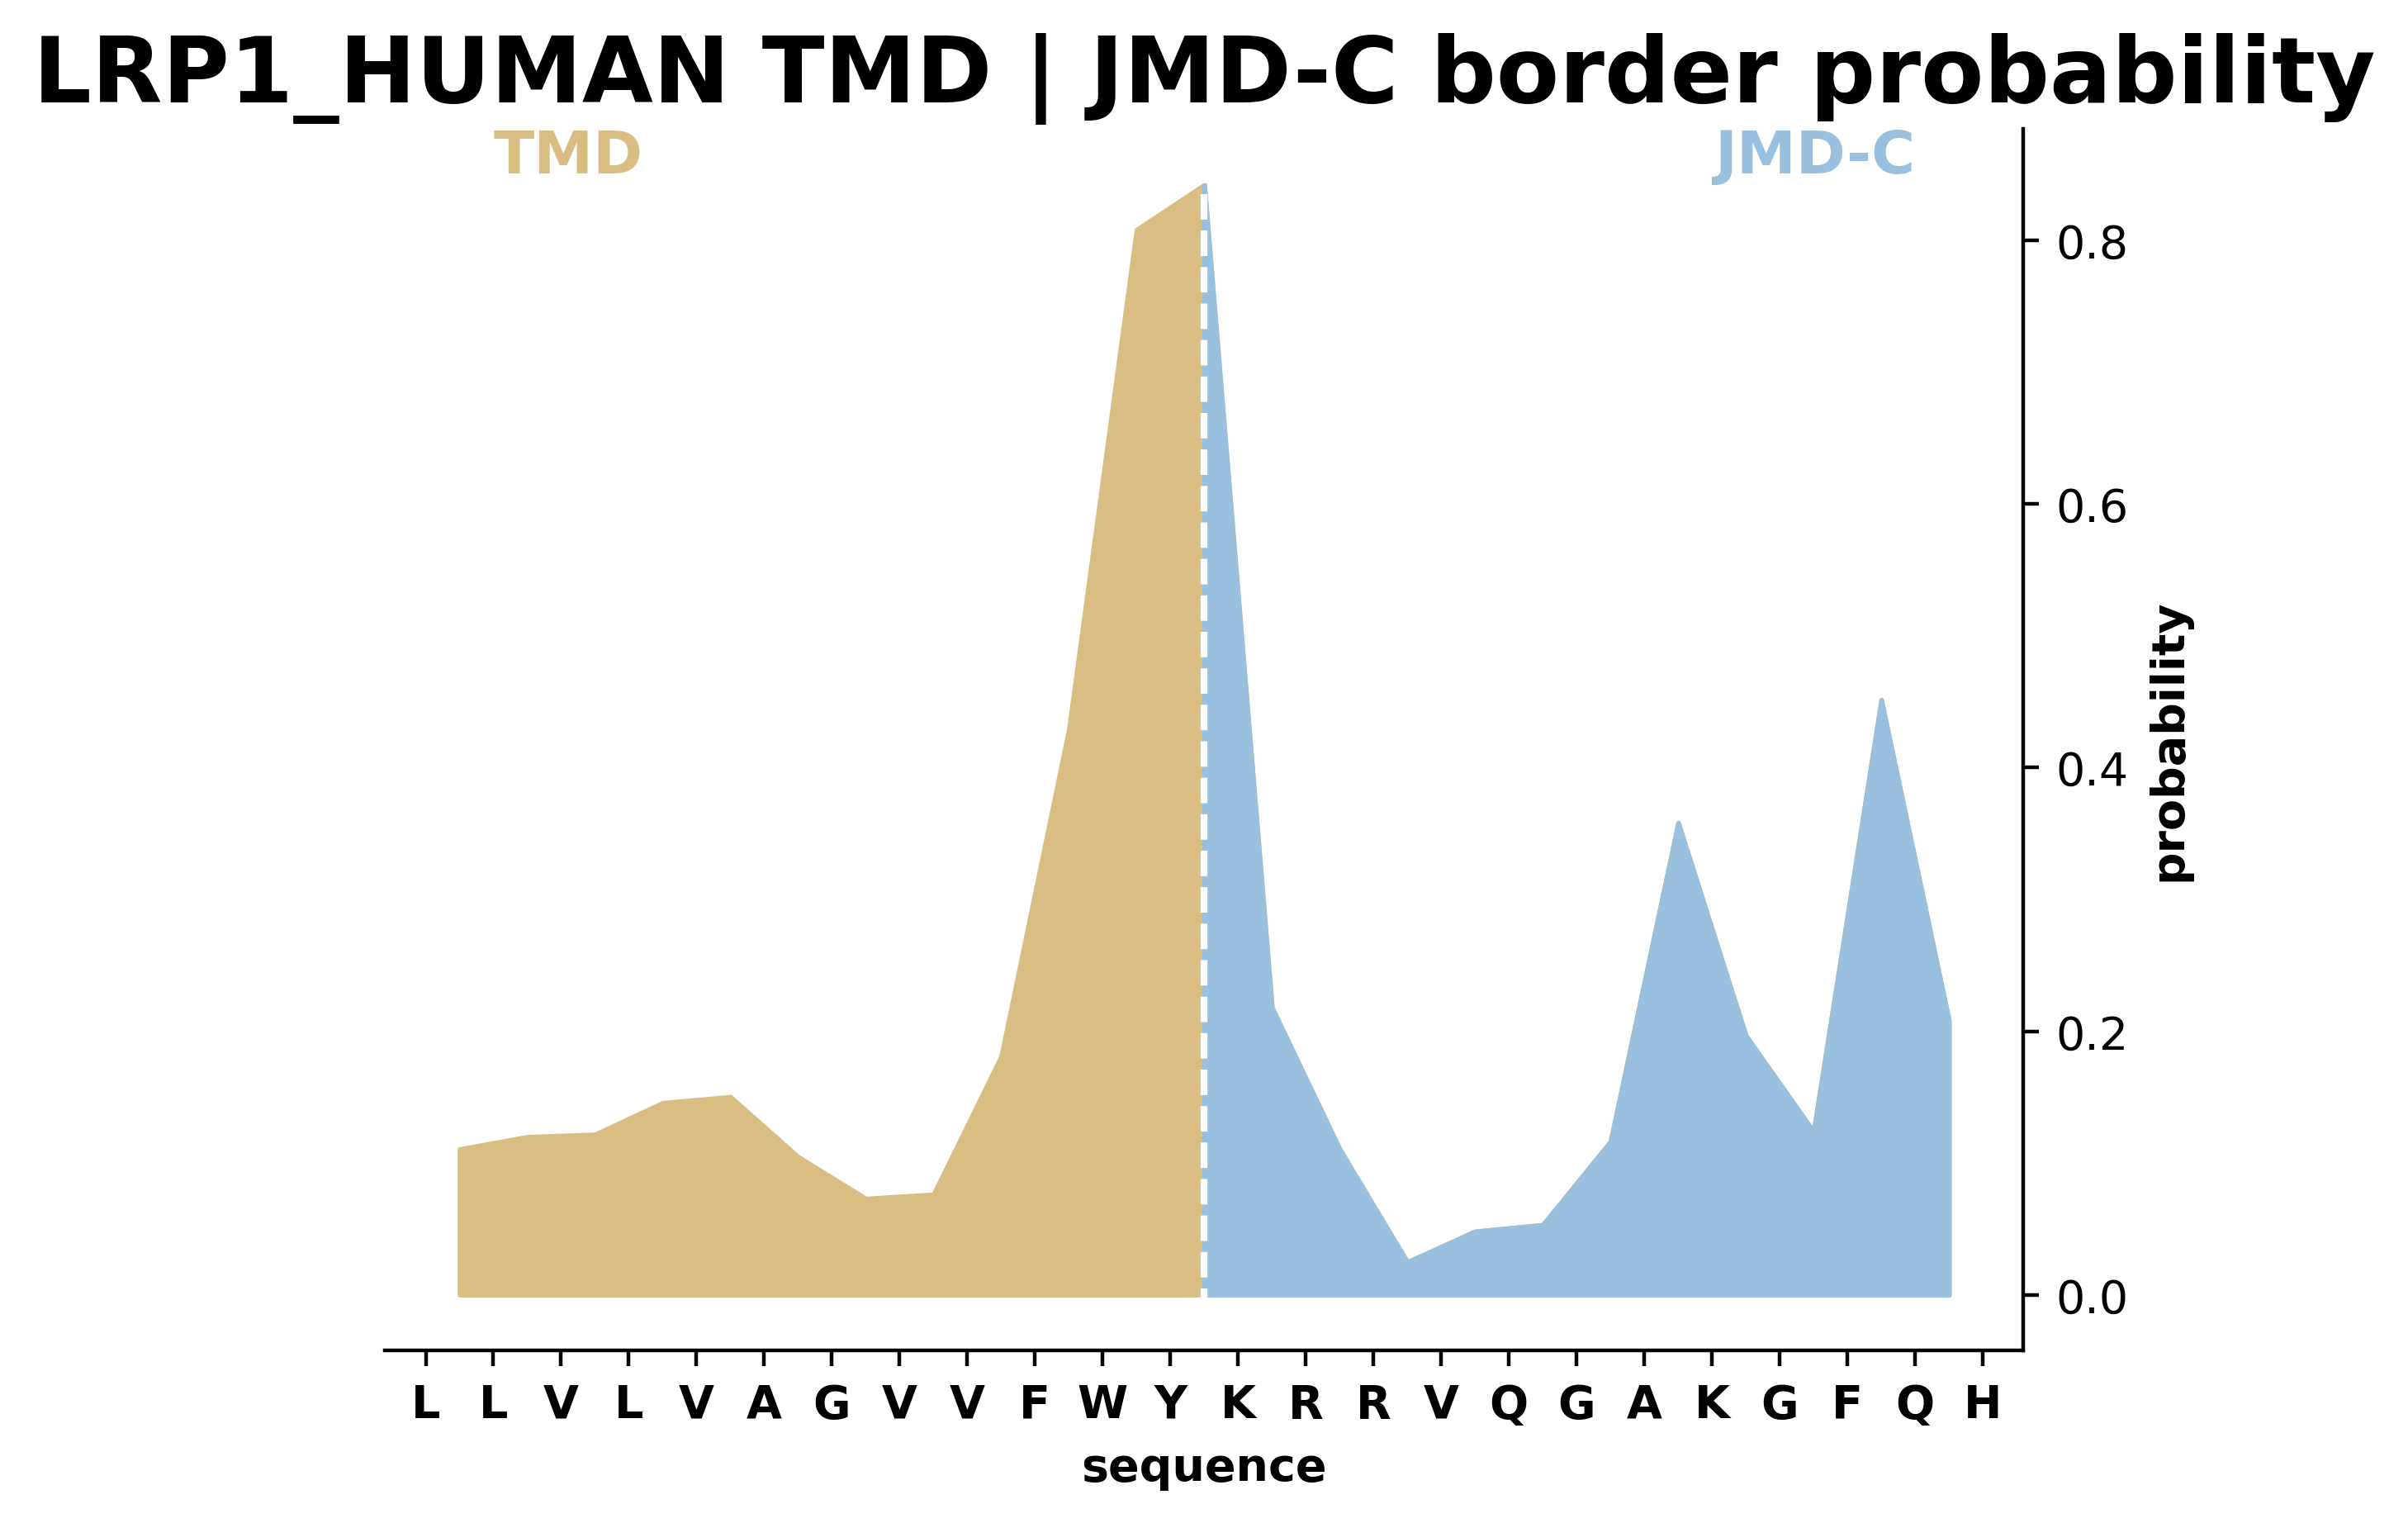 LRP1_HUMAN TMD | JMD-C border probability
TMD JMD-C
0.8
0.6
0.4
0.2
0.0
probability
L L V L V A G V V F W Y K R R V Q G A K G F Q H
sequence